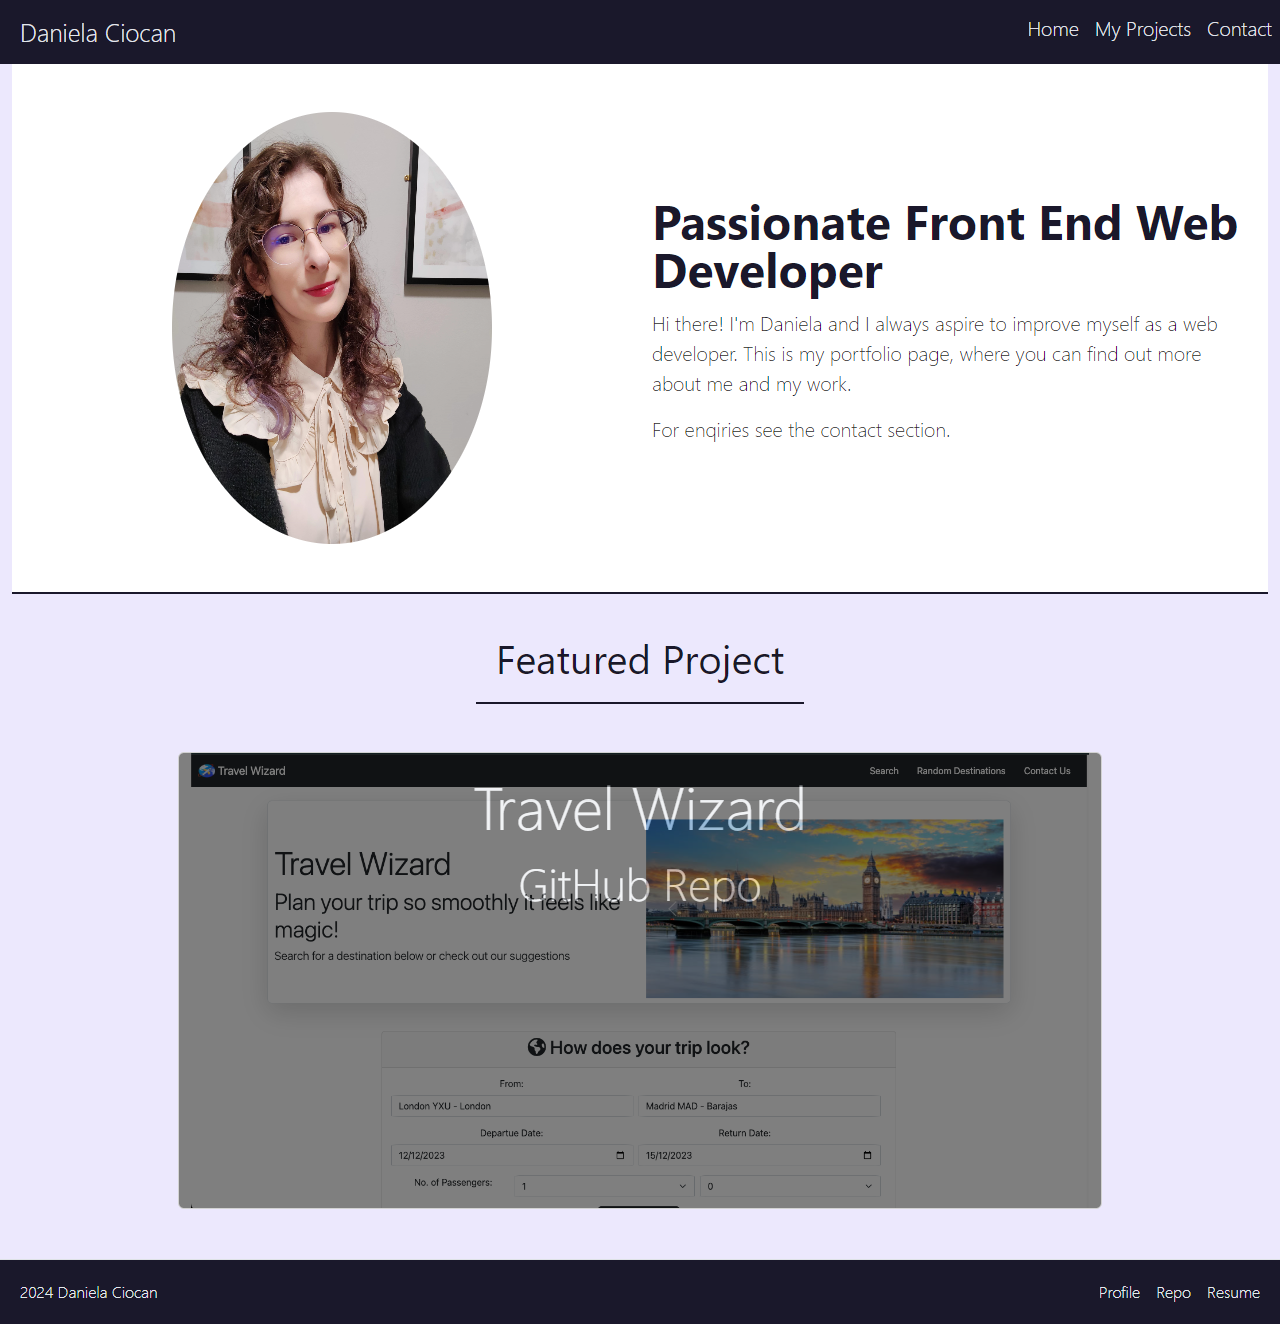 Daniela Ciocan
Home My Projects Contact
Passionate Front End Web
Developer
Hi there! I'm Daniela and I always aspire to improve myself as a web
developer. This is my portfolio page, where you can find out more
about me and my work.
For enqiries see the contact section.
Featured Project
Travel Wizard
Search Random Destinations Contact Us
Travel Wizard
GitHub Repo
Travel Wizard
Plan your trip so smoothly it feels like
magic!
Search for a destination below or check out our suggestions
How does your trip look?
From: To:
London YXU - London Madrid MAD - Barajas
Departue Date: Return Date:
12/12/2023 15/12/2023
No. of Passengers: 1 0
2024 Daniela Ciocan
Profile Repo Resume